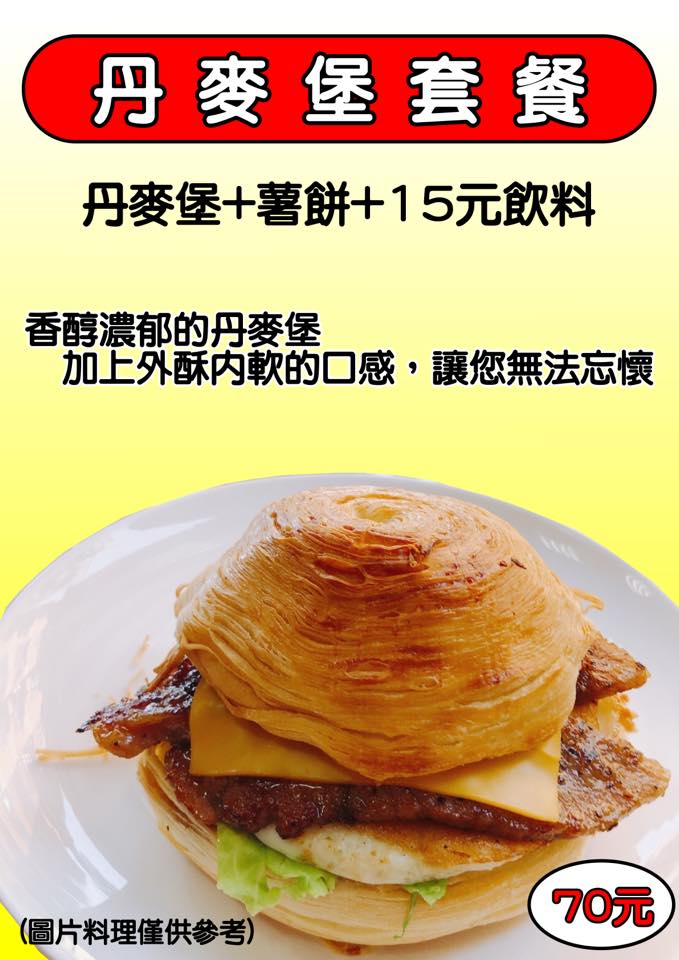 丹麥堡套餐
丹麥堡+薯餅+15元飲料
香醇濃郁的丹麥堡
加上外酥內軟的口感，讓您無法忘懷
70元
(圖片料理僅供參考)